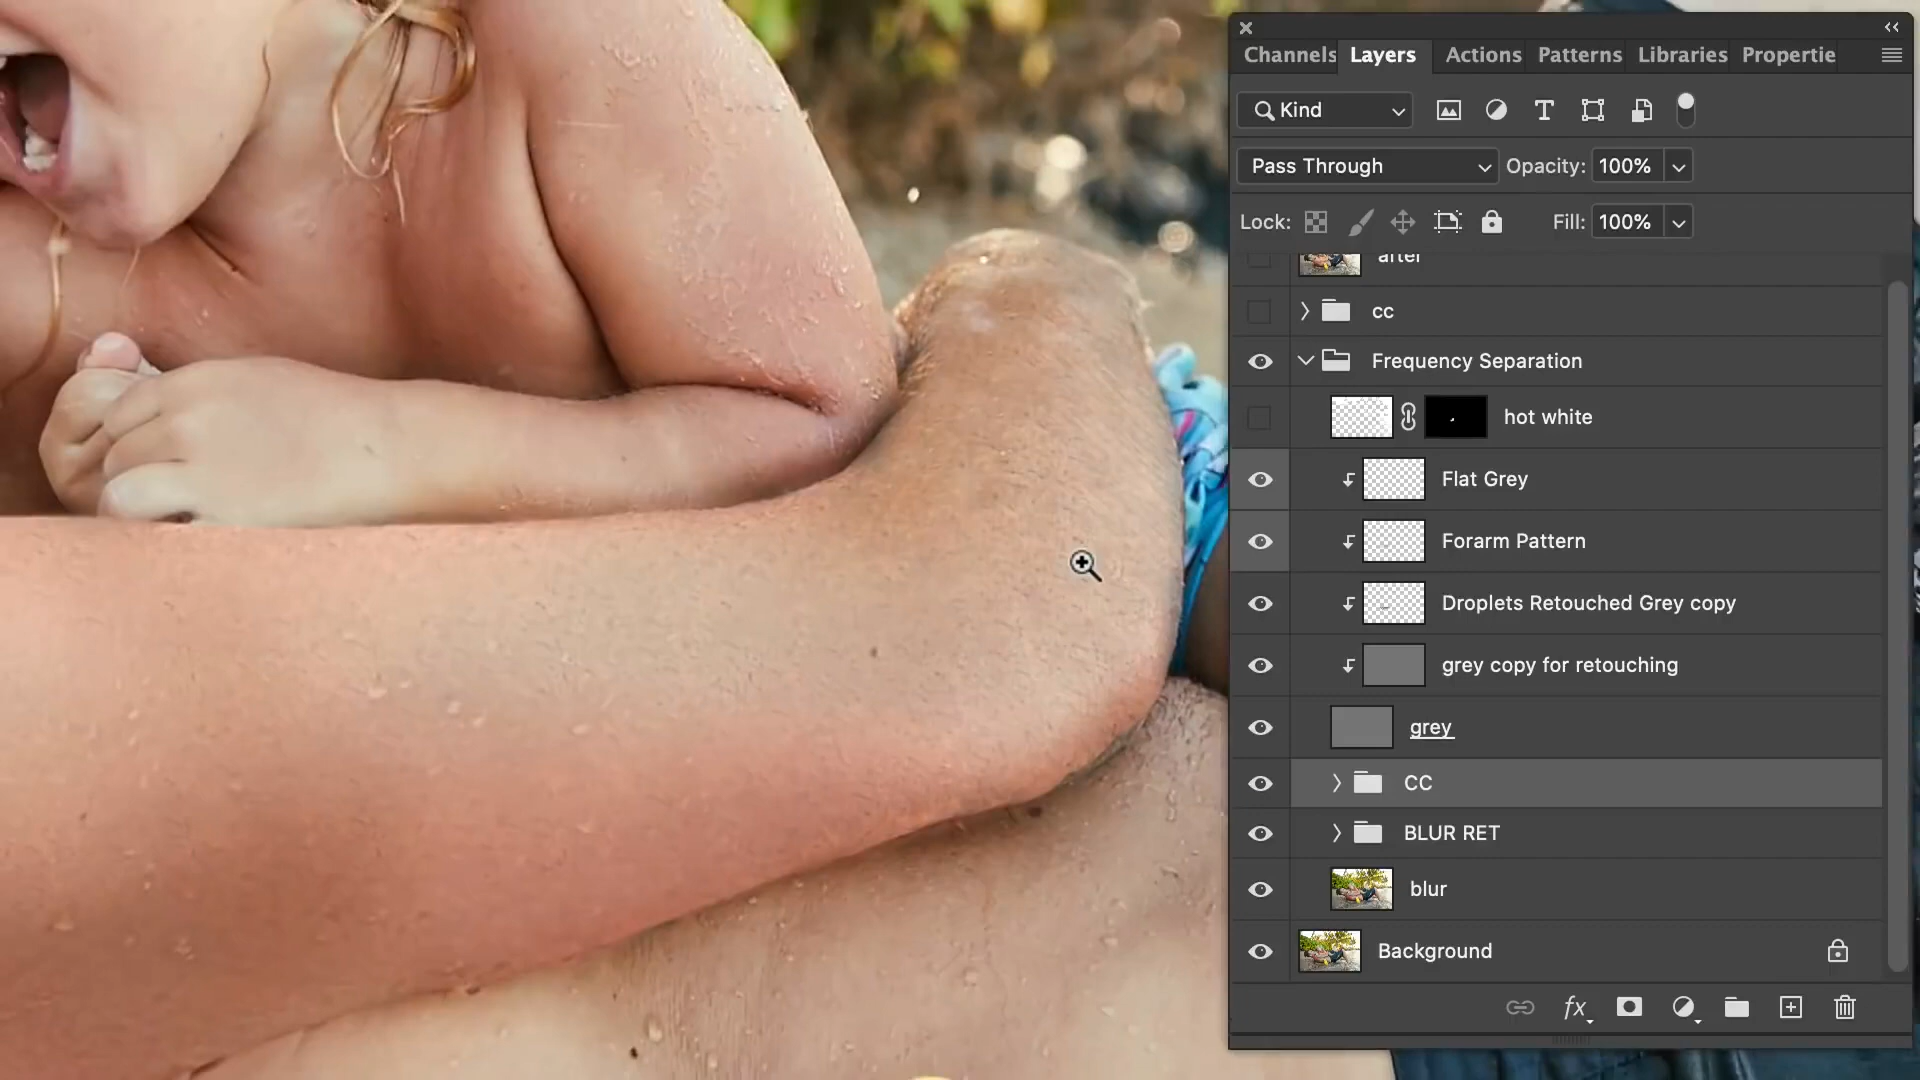 Channels Layers Actions Patterns Libraries Propertie
Kind
Pass Through Opacity: 100%
Lock: Fill: 100%
after
cc
Frequency Separation
hot white
Flat Grey
Forarm Pattern
Droplets Retouched Grey copy
grey copy for retouching
grey
CC
BLUR RET
blur
Background
fx